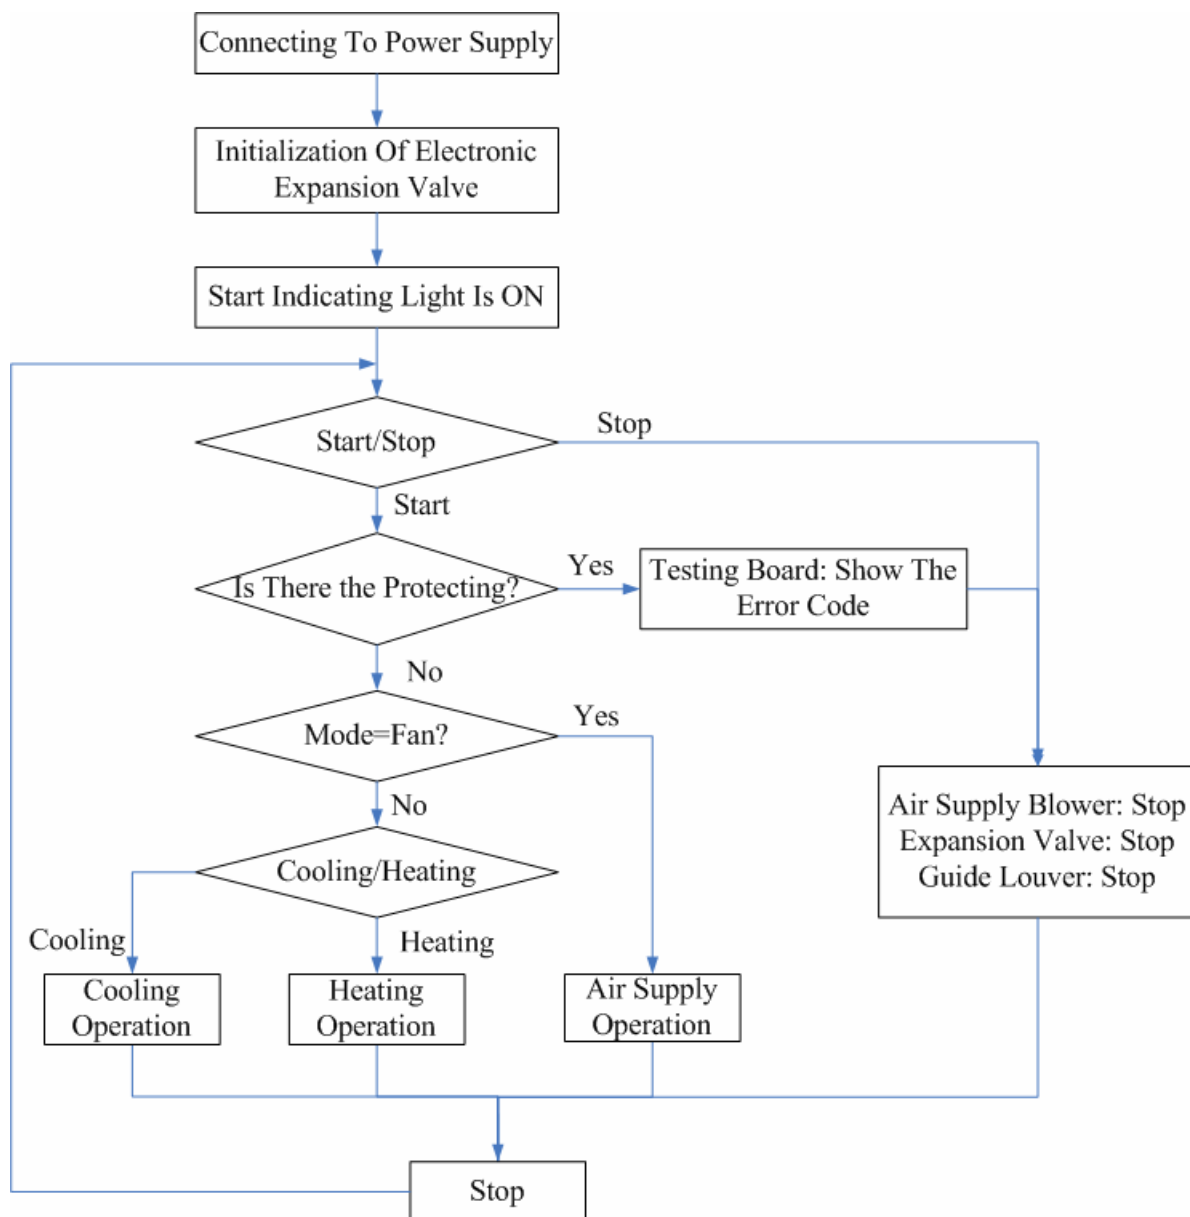 Connecting To Power Supply
Initialization Of Electronic
Expansion Valve
Start Indicating Light Is ON
Start/Stop
Stop
Start
Is There the Protecting?
Yes
Testing Board: Show The
Error Code
No
Mode=Fan?
Yes
No
Air Supply Blower: Stop
Expansion Valve: Stop
Guide Louver: Stop
Cooling/Heating
Cooling
Heating
Cooling
Operation
Heating
Operation
Air Supply
Operation
Stop